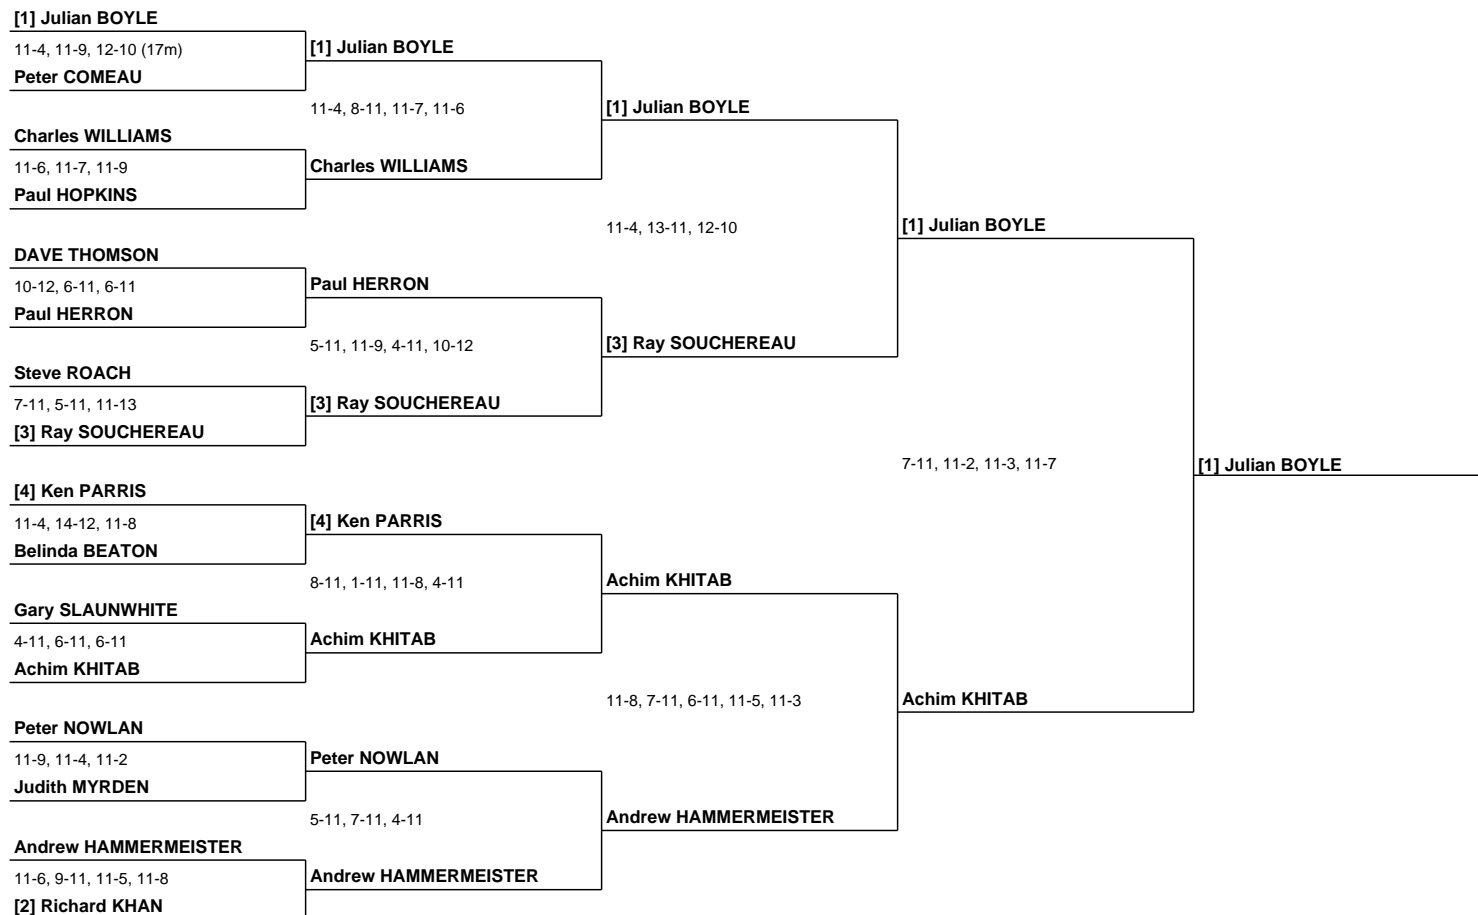 [1] Julian BOYLE
11-4, 11-9, 12-10 (17m)
Peter COMEAU
Charles WILLIAMS
11-6, 11-7, 11-9
Paul HOPKINS
DAVE THOMSON
10-12, 6-11, 6-11
Paul HERRON
Steve ROACH
7-11, 5-11, 11-13
[3] Ray SOUCHEREAU
[4] Ken PARRIS
11-4, 14-12, 11-8
Belinda BEATON
Gary SLAUNWHITE
4-11, 6-11, 6-11
Achim KHITAB
Peter NOWLAN
11-9, 11-4, 11-2
Judith MYRDEN
Andrew HAMMERMEISTER
11-6, 9-11, 11-5, 11-8
[2] Richard KHAN
[1] Julian BOYLE
11-4, 8-11, 11-7, 11-6
Charles WILLIAMS
Paul HERRON
5-11, 11-9, 4-11, 10-12
[3] Ray SOUCHEREAU
[4] Ken PARRIS
8-11, 1-11, 11-8, 4-11
Achim KHITAB
Peter NOWLAN
5-11, 7-11, 4-11
Andrew HAMMERMEISTER
[1] Julian BOYLE
11-4, 13-11, 12-10
[3] Ray SOUCHEREAU
Achim KHITAB
11-8, 7-11, 6-11, 11-5, 11-3
Andrew HAMMERMEISTER
[1] Julian BOYLE
7-11, 11-2, 11-3, 11-7
Achim KHITAB
[1] Julian BOYLE